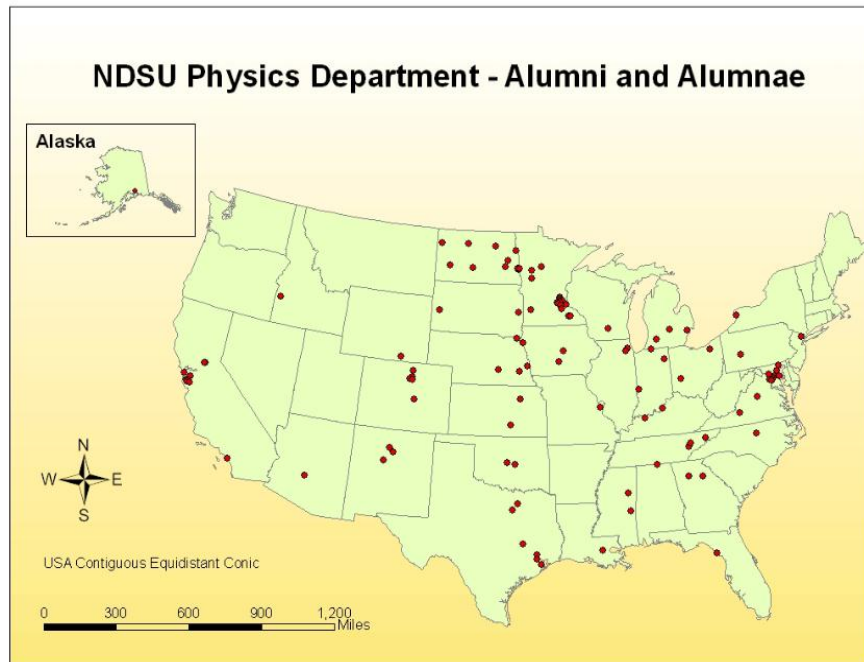 NDSU Physics Department - Alumni and Alumnae
Alaska
N
W E
S
USA Contiguous Equidistant Conic
0 300 600 900 1,200
Miles